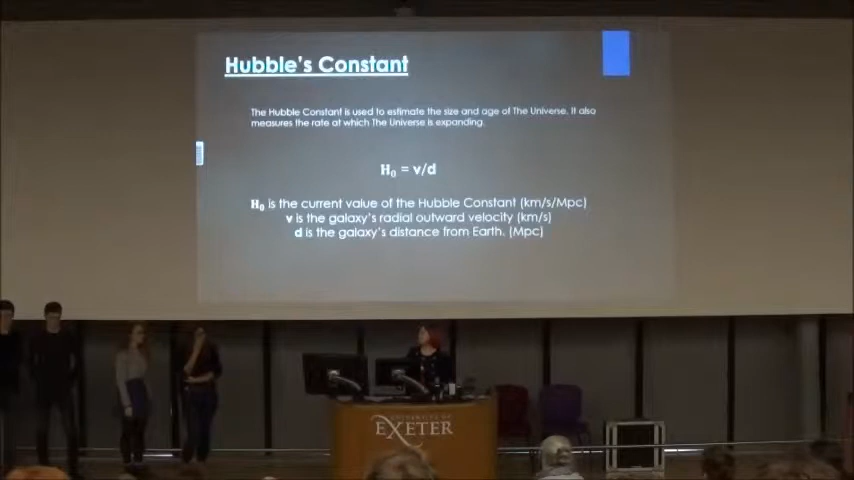 Hubble's Constant
The Hubble Constant is used to estimate the size and age of The Universe. It also
measures the rate at which The Universe is expanding.
H₀ = v/d
H₀ is the current value of the Hubble Constant (km/s/Mpc)
v is the galaxy's radial outward velocity (km/s)
d is the galaxy's distance from Earth. (Mpc)
UNIVERSITY OF
EXETER